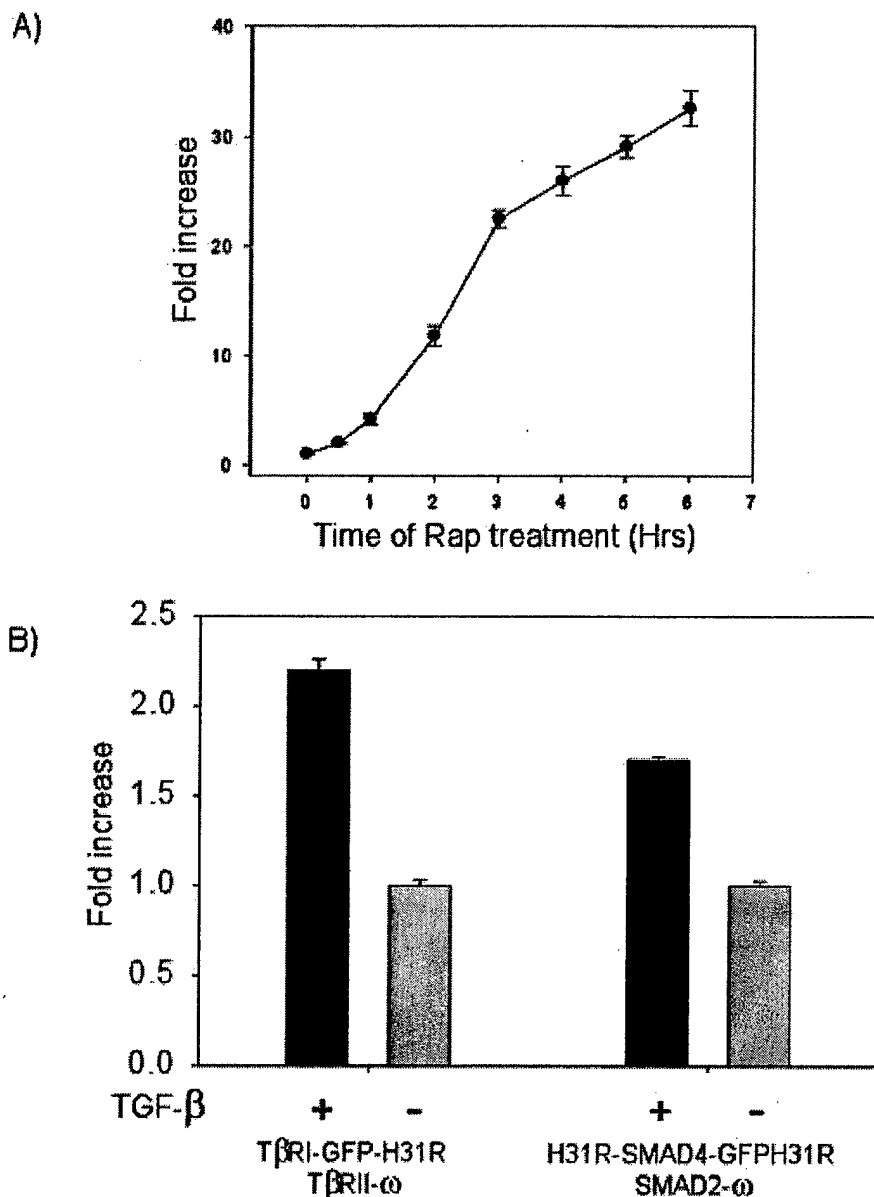 A)
40
30
20
10
0
Fold increase
0 1 2 3 4 5 6 7
Time of Rap treatment (Hrs)
B)
2.5
2.0
1.5
1.0
0.5
0.0
Fold increase
TGF-β + - + -
TβRI-GFP-H31R H31R-SMAD4-GFPH31R
TβRII-ω SMAD2-ω